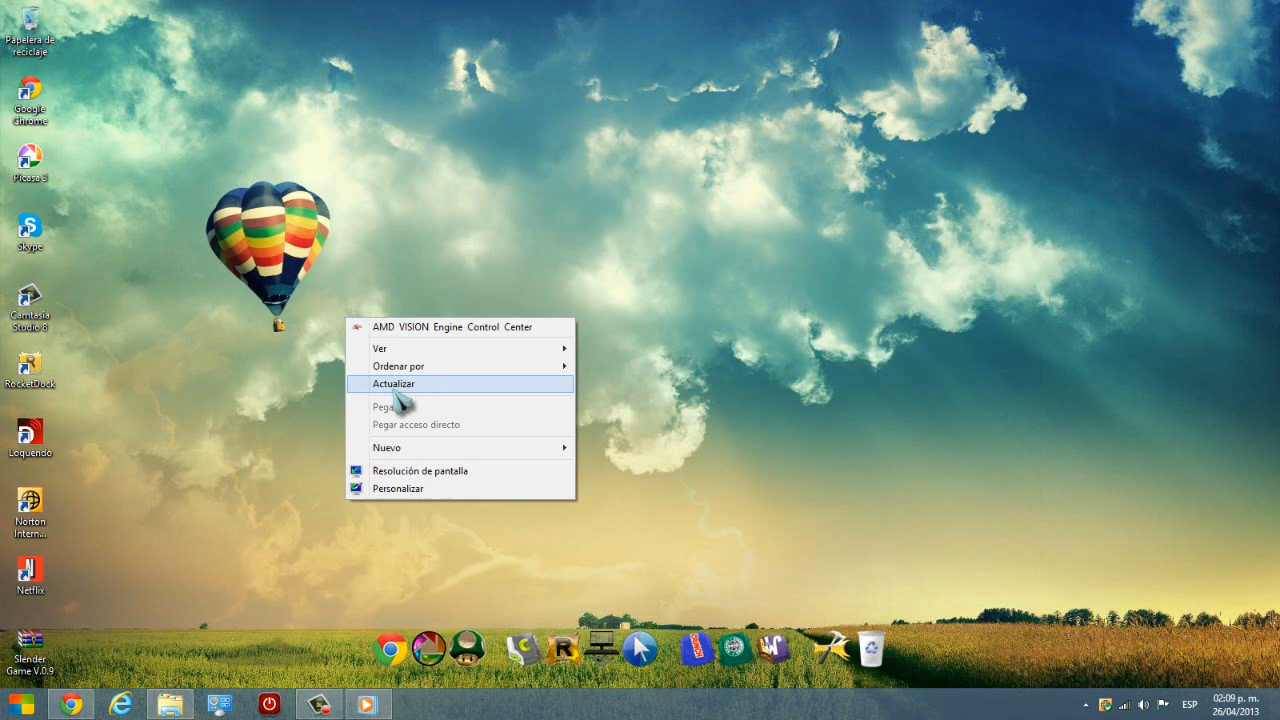 Papelera de
reciclaje
Google
Chrome
Picasa 3
Skype
Camtasia
Studio 8
RocketDock
Loquendo
Norton
Intern...
Netflix
Slender
Game V.0.9
AMD VISION Engine Control Center
Ver
Ordenar por
Actualizar
Pega
Pegar acceso directo
Nuevo
Resolución de pantalla
Personalizar
ESP
02:09 p. m.
26/04/2013